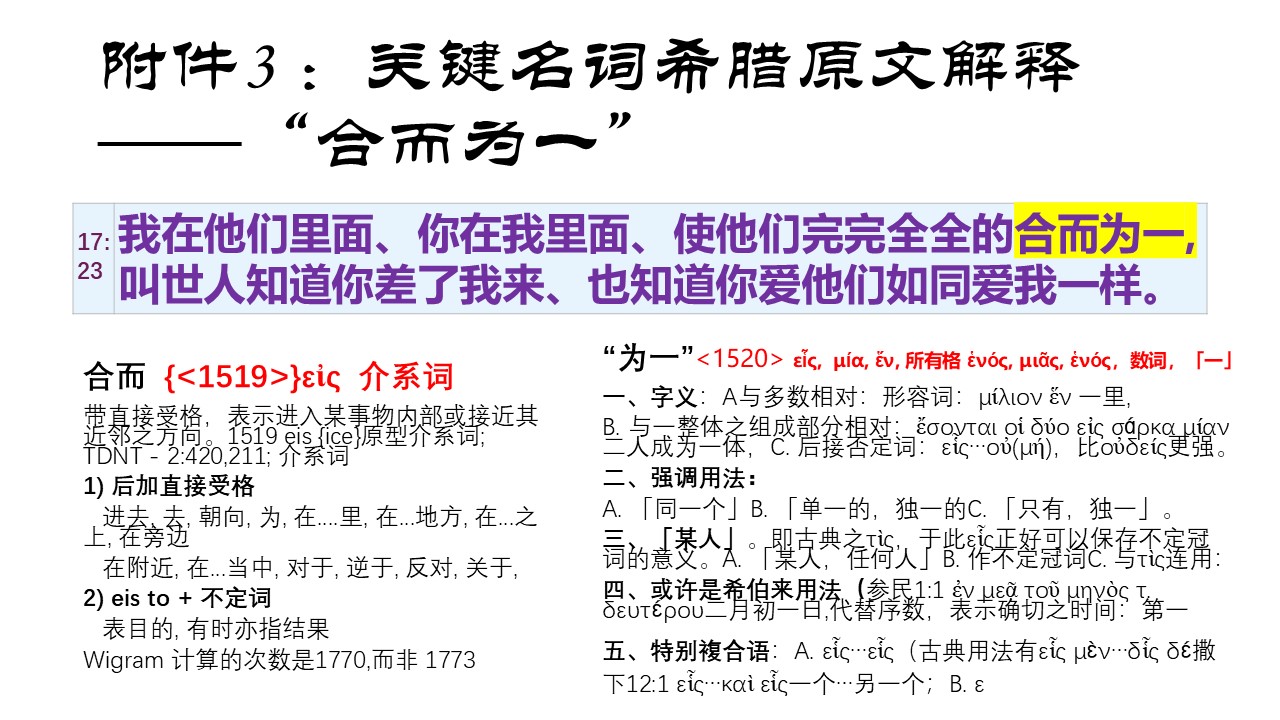 附件3：关键名词希腊原文解释
——“合而为一”
17:
23
我在他们里面、你在我里面、使他们完完全全的合而为一,
叫世人知道你差了我来、也知道你爱他们如同爱我一样。
合而 {<1519>}εἰς 介系词
带直接受格，表示进入某事物内部或接近其
近邻之方向。1519 eis {ice}原型介系词;
TDNT - 2:420,211; 介系词
1) 后加直接受格
进去, 去, 朝向, 为, 在....里, 在...地方, 在...之
上, 在旁边
在附近, 在...当中, 对于, 逆于, 反对, 关于,
2) eis to + 不定词
表目的, 有时亦指结果
Wigram 计算的次数是1770,而非 1773
“为一”<1520> εἷς, μία, ἕν, 所有格 ἑνός, μιᾶς, ἑνός，数词，「一」
一、字义：A与多数相对：形容词：μίλιον ἕν 一里,
B. 与一整体之组成部分相对：ἔσονται οἱ δύο εἰς σάρκα μίαν
二人成为一体，C. 后接否定词：εἷς···οὐ(μή)，比οὐδείς更强。
二、强调用法：
A. 「同一个」B. 「单一的，独一的C. 「只有，独一」。
三、「某人」。即古典之τὶς，于此εἷς正好可以保存不定冠
词的意义。A. 「某人，任何人」B. 作不定冠词C. 与τὶς连用：
四、或许是希伯来用法（参民1:1 ἐν μεᾷ τοῦ μηνὸς τ.
δευτέρου二月初一日,代替序数，表示确切之时间：第一
五、特别複合语：A. εἷς···εἷς（古典用法有εἷς μὲν···δἷς δέ撒
下12:1 εἷς···καὶ εἷς一个···另一个；B. ε